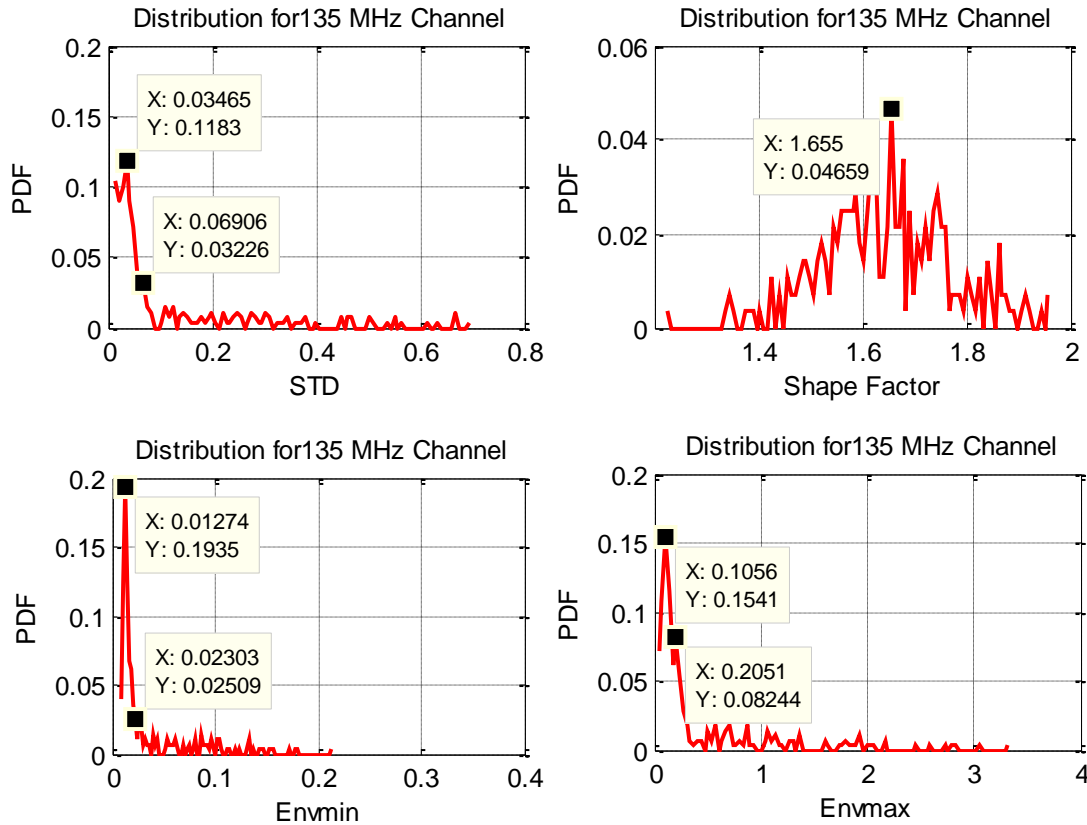 Distribution for135 MHz Channel
0.2
0.15
0.1
0.05
0
PDF
X: 0.03465
Y: 0.1183
X: 0.06906
Y: 0.03226
0 0.2 0.4 0.6 0.8
STD
Distribution for135 MHz Channel
0.06
0.04
0.02
0
PDF
X: 1.655
Y: 0.04659
1.4 1.6 1.8 2
Shape Factor
Distribution for135 MHz Channel
0.2
0.15
0.1
0.05
0
PDF
X: 0.01274
Y: 0.1935
X: 0.02303
Y: 0.02509
0 0.1 0.2 0.3 0.4
Envmin
Distribution for135 MHz Channel
0.2
0.15
0.1
0.05
0
PDF
X: 0.1056
Y: 0.1541
X: 0.2051
Y: 0.08244
0 1 2 3 4
Envmax